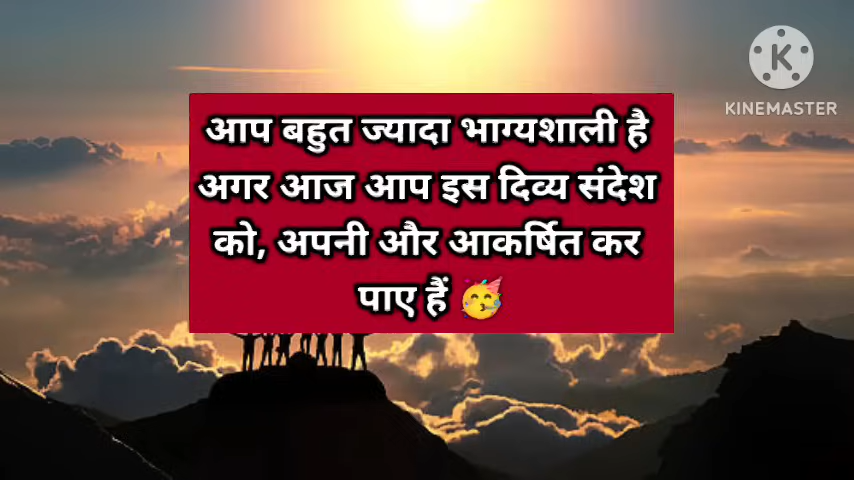 KINEMASTER
आप बहुत ज्यादा भाग्यशाली है
अगर आज आप इस दिव्य संदेश
को, अपनी और आकर्षित कर
पाए हैं 🥳